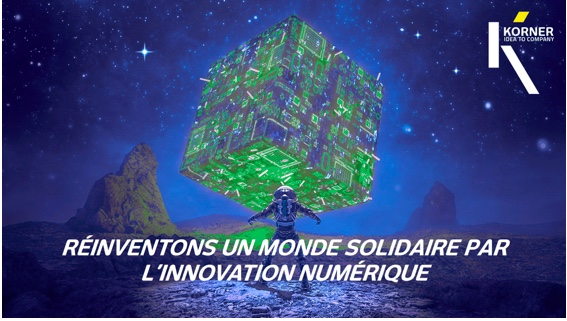 KORNER
IDEA TO COMPANY
RÉINVENTONS UN MONDE SOLIDAIRE PAR
L'INNOVATION NUMÉRIQUE